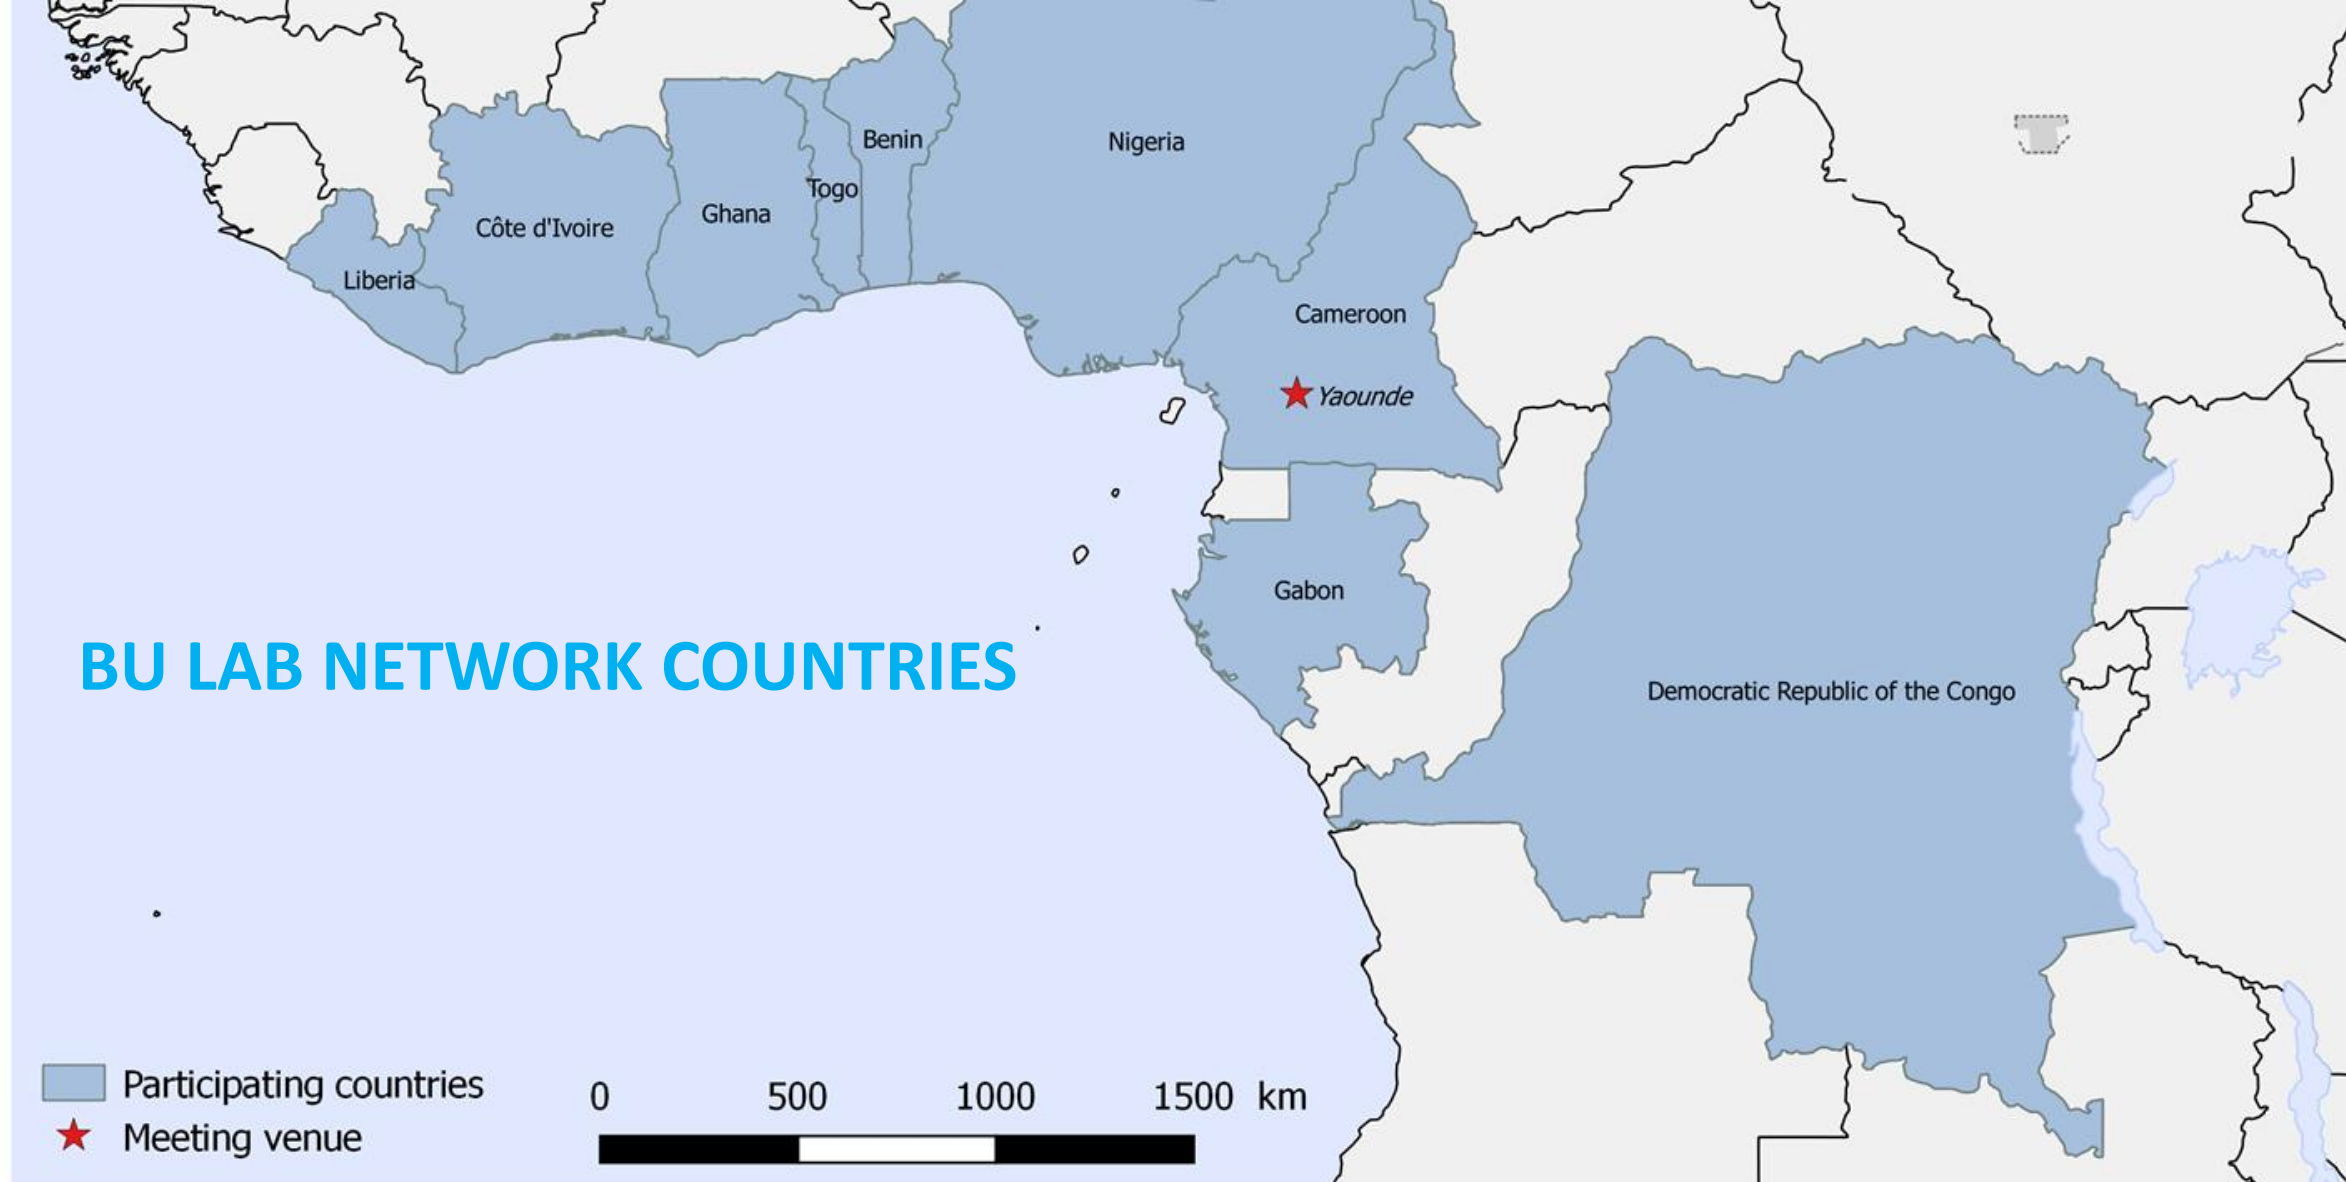 Benin
Nigeria
Togo
Ghana
Côte d'Ivoire
Liberia
Cameroon
Yaounde
Gabon
BU LAB NETWORK COUNTRIES
Democratic Republic of the Congo
Participating countries
0 500 1000 1500 km
Meeting venue